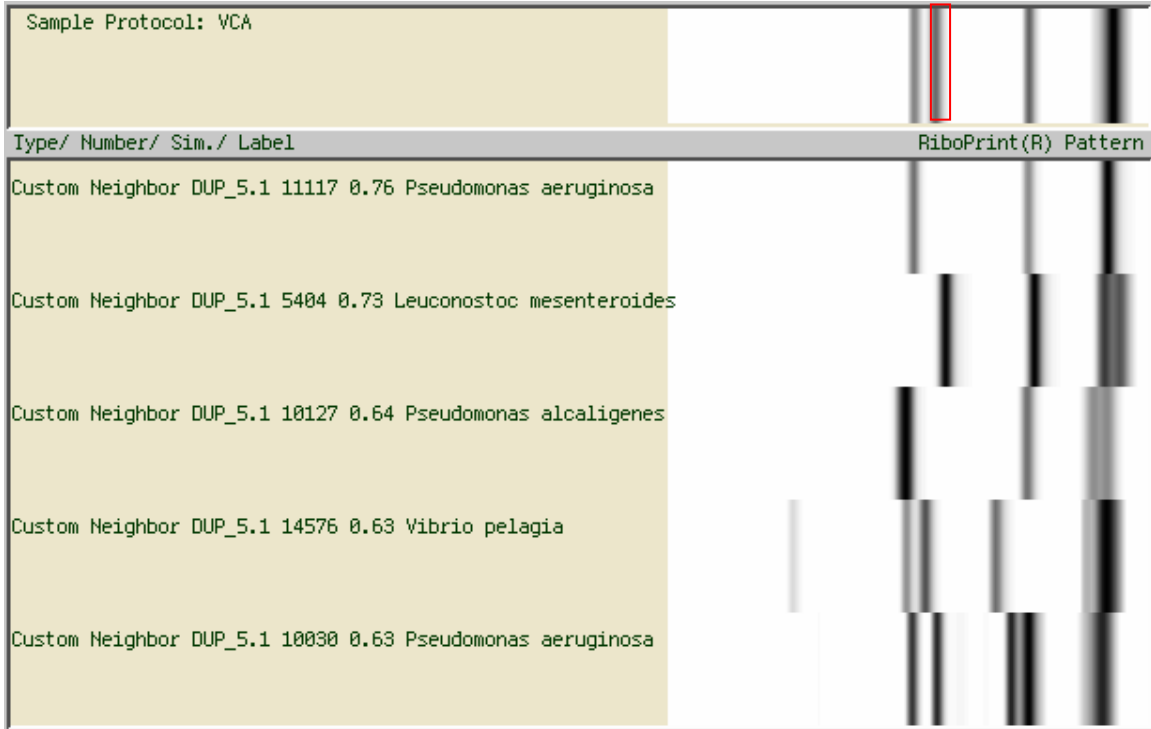 Sample Protocol: VCA
Type/ Number/ Sim./ Label RiboPrint(R) Pattern
Custom Neighbor DUP_5.1 11117 0.76 Pseudomonas aeruginosa
Custom Neighbor DUP_5.1 5404 0.73 Leuconostoc mesenteroides
Custom Neighbor DUP_5.1 10127 0.64 Pseudomonas alcaligenes
Custom Neighbor DUP_5.1 14576 0.63 Vibrio pelagia
Custom Neighbor DUP_5.1 10030 0.63 Pseudomonas aeruginosa